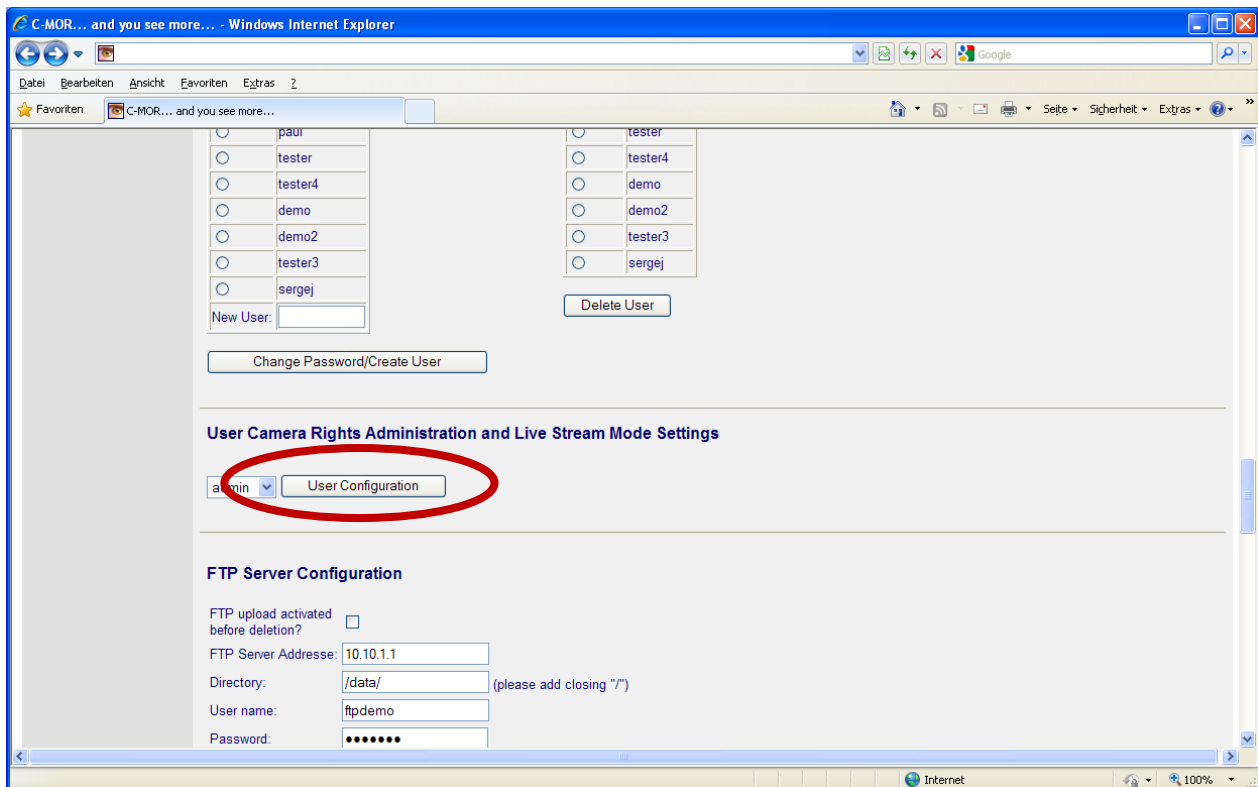 C-MOR... and you see more... - Windows Internet Explorer
Google
Datei Bearbeiten Ansicht Favoriten Extras ?
Favoriten C-MOR... and you see more... Seite Sicherheit Extras »
paul tester
tester tester4
tester4 demo
demo demo2
demo2 tester3
tester3 sergej
sergej
Delete User
New User:
Change Password/Create User
User Camera Rights Administration and Live Stream Mode Settings
admin User Configuration
FTP Server Configuration
FTP upload activated
before deletion?
FTP Server Addresse: 10.10.1.1
Directory: /data/ (please add closing "/")
User name: ftpdemo
Password: •••••••
Internet 100%